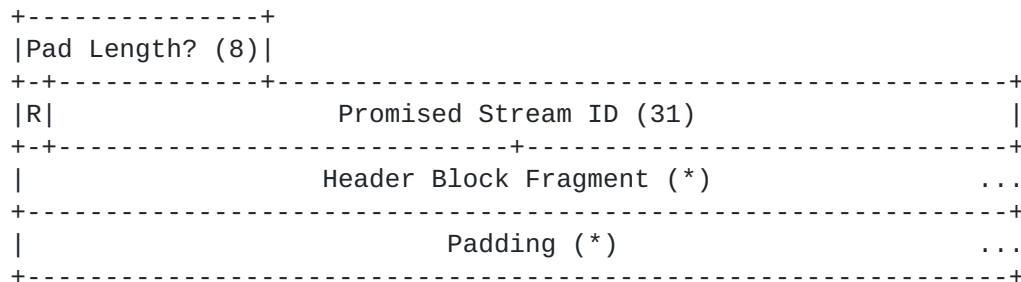 +---------------+
|Pad Length? (8)|
+-+-------------+-----------------------------------------------+
|R|                  Promised Stream ID (31)                    |
+-+-----------------------------+-------------------------------+
|                   Header Block Fragment (*)                 ...
+---------------------------------------------------------------+
|                           Padding (*)                       ...
+---------------------------------------------------------------+